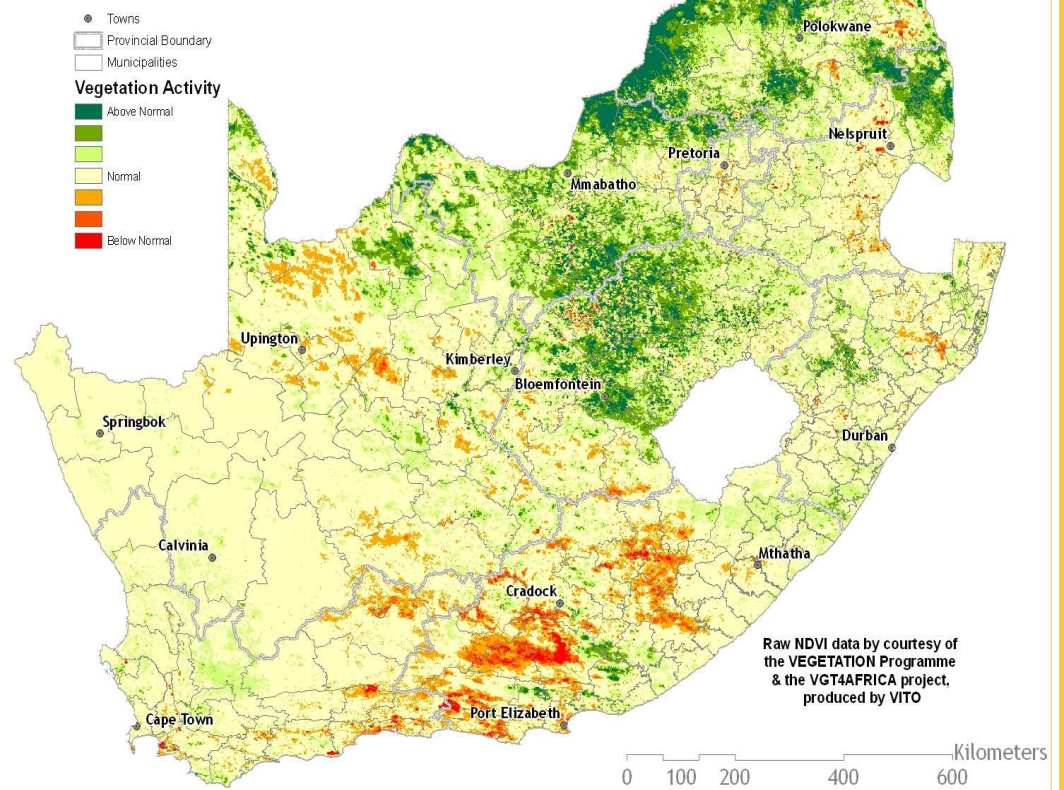 Towns
Provincial Boundary
Municipalities
Vegetation Activity
Above Normal
Normal
Below Normal
Polokwane
Nelspruit
Pretoria
Mmabatho
Upington
Kimberley
Bloemfontein
Springbok
Durban
Calvinia
Mthatha
Cradock
Cape Town
Port Elizabeth
Raw NDVI data by courtesy of
the VEGETATION Programme
& the VGT4AFRICA project,
produced by VITO
Kilometers
0 100 200 400 600